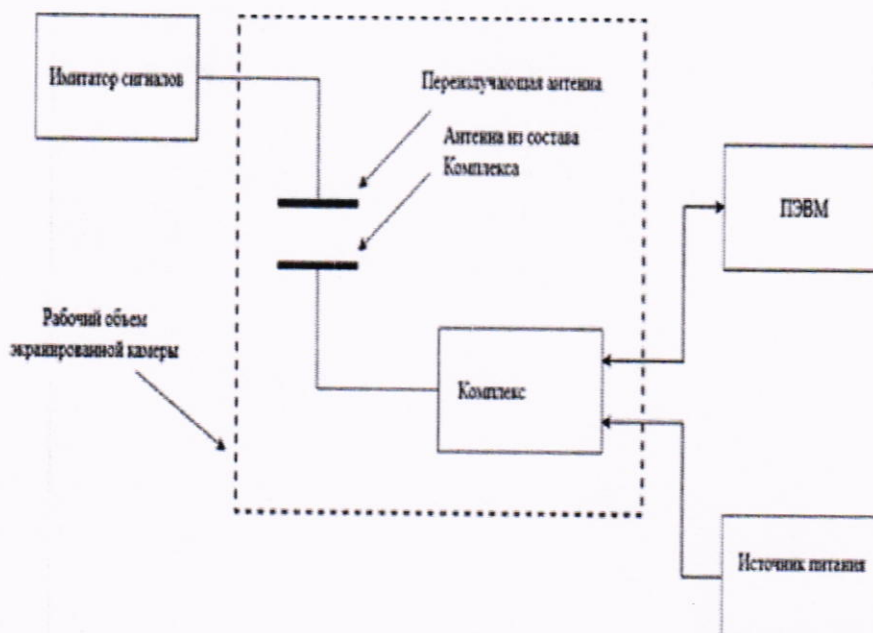 Имитатор сигналов
Переизлучающая антенна
Антенна из состава
Комплекса
ПЭВМ
Рабочий объем
экранированной камеры
Комплекс
Источник питания